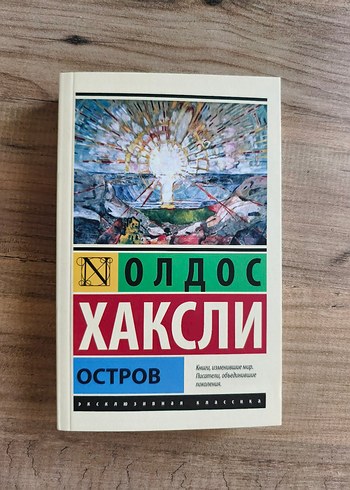 N ОЛДОС
ХАКСЛИ
ОСТРОВ
Книги, изменившие мир.
Писатели, объединившие
поколения.
ЭКСКЛЮЗИВНАЯ КЛАССИКА